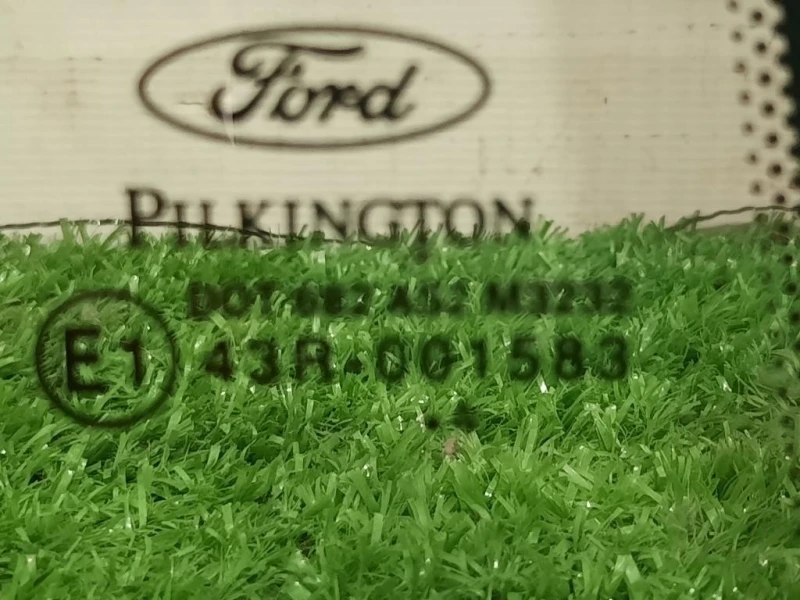 Ford
PILKINGTON
DOT
E1 43R-001583